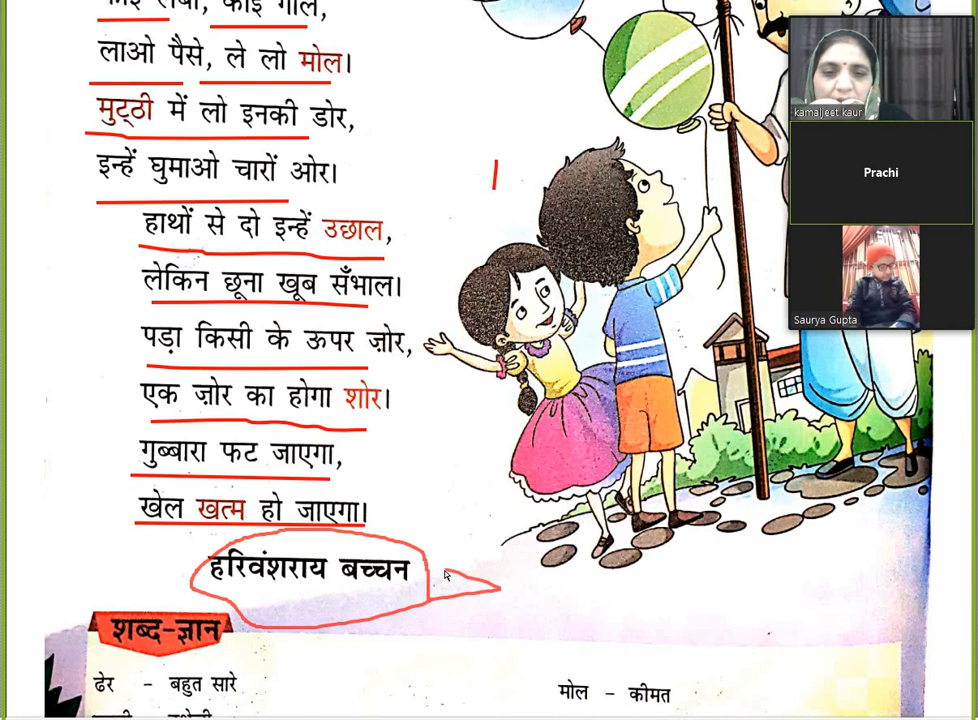 कोई लंबा, कोई गोल,
लाओ पैसे, ले लो मोल।
मुट्ठी में लो इनकी डोर,
इन्हें घुमाओ चारों ओर।
हाथों से दो इन्हें उछाल,
लेकिन छूना खूब सँभाल।
पड़ा किसी के ऊपर ज़ोर,
एक ज़ोर का होगा शोर।
गुब्बारा फट जाएगा,
खेल खत्म हो जाएगा।
हरिवंशराय बच्चन
शब्द-ज्ञान
ढेर – बहुत सारे
मोल – कीमत
kamaljeet kaur
Prachi
Saurya Gupta